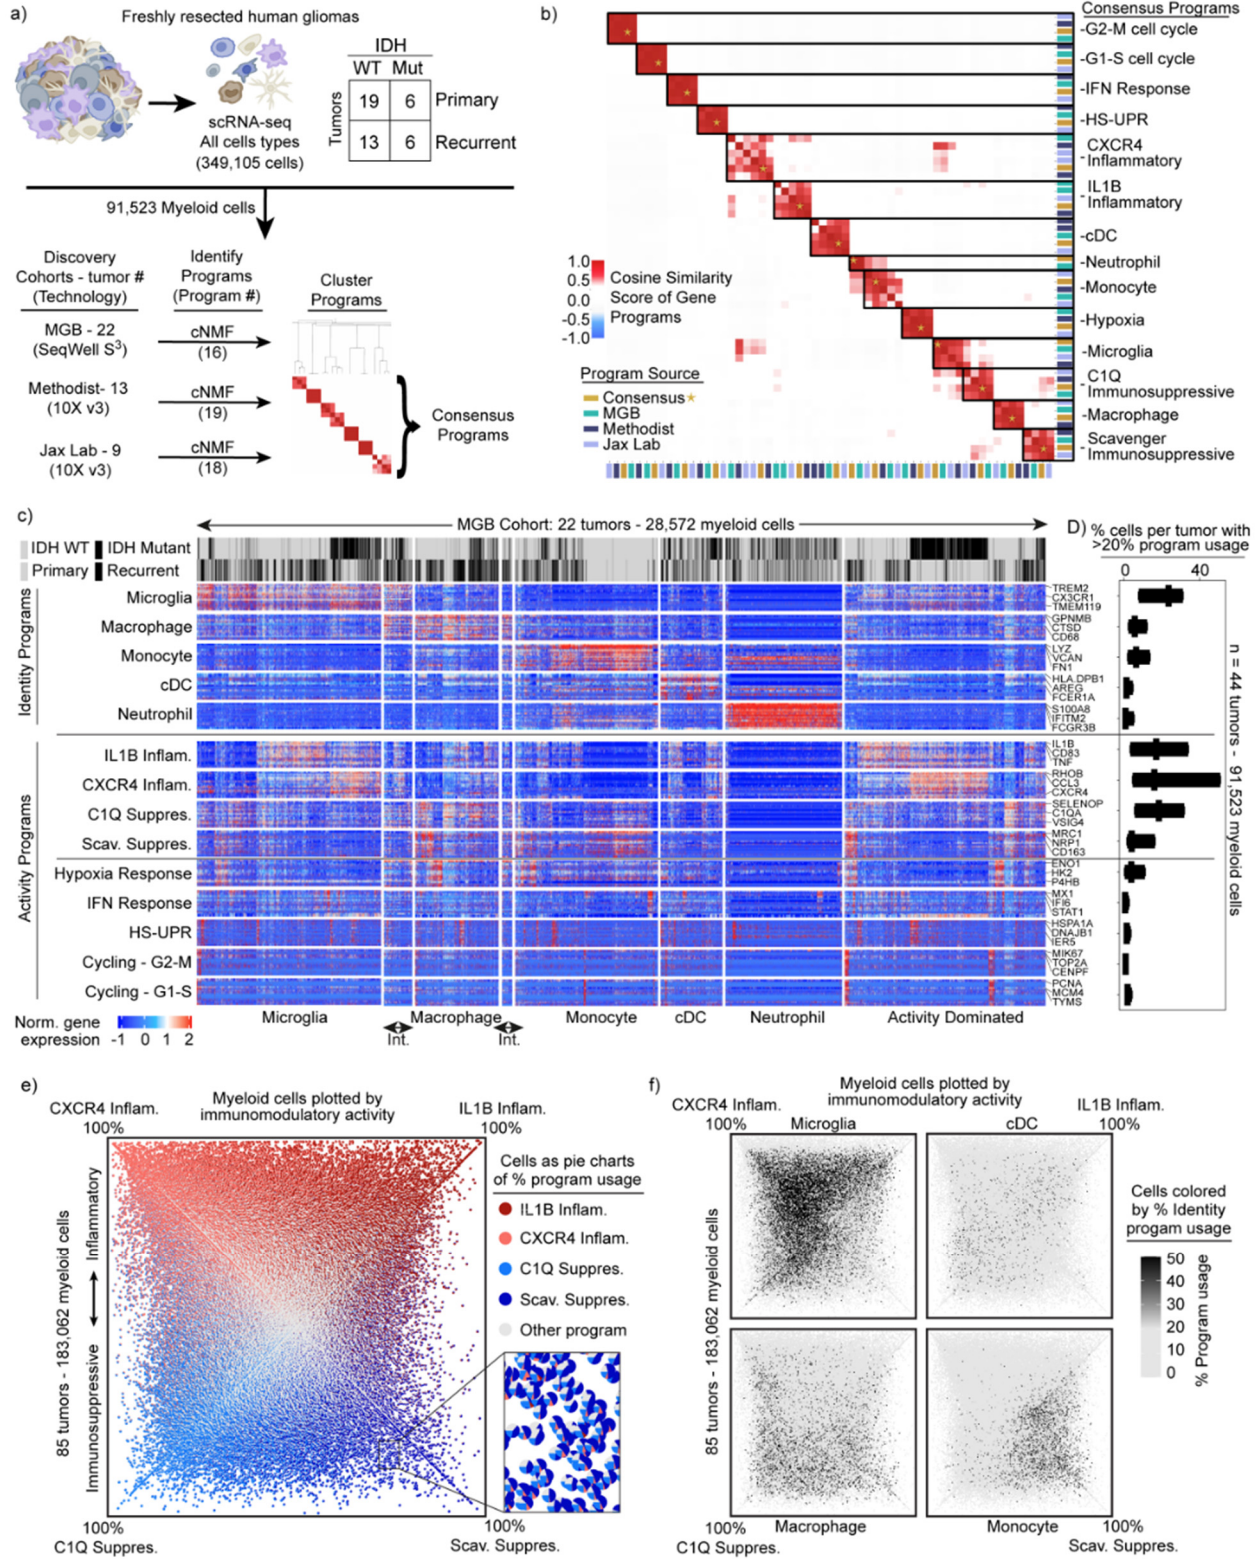 a)
Freshly resected human gliomas
scRNA-seq
All cells types
(349,105 cells)
IDH
WT Mut
Tumors
19 6 Primary
13 6 Recurrent
91,523 Myeloid cells
Discovery
Cohorts - tumor #
(Technology)
Identify
Programs
(Program #)
Cluster
Programs
MGB - 22
(SeqWell S3)
cNMF
(16)
Methodist- 13
(10X v3)
cNMF
(19)
Jax Lab - 9
(10X v3)
cNMF
(18)
Consensus
Programs
b)
Consensus Programs
-G2-M cell cycle
-G1-S cell cycle
-IFN Response
-HS-UPR
CXCR4
-Inflammatory
IL1B
-Inflammatory
-cDC
-Neutrophil
-Monocyte
-Hypoxia
-Microglia
C1Q
-Immunosuppressive
-Macrophage
Scavenger
-Immunosuppressive
1.0
0.5
0.0
-0.5
-1.0
Cosine Similarity
Score of Gene
Programs
Program Source
Consensus★
MGB
Methodist
Jax Lab
c)
MGB Cohort: 22 tumors - 28,572 myeloid cells
IDH WT IDH Mutant
Primary Recurrent
Identity Programs
Microglia
Macrophage
Monocyte
cDC
Neutrophil
Activity Programs
IL1B Inflam.
CXCR4 Inflam.
C1Q Suppres.
Scav. Suppres.
Hypoxia Response
IFN Response
HS-UPR
Cycling - G2-M
Cycling - G1-S
TREM2
CX3CR1
TMEM119
GPNMB
CTSD
CD68
LYZ
VCAN
FN1
HLA.DPB1
AREG
FCER1A
S100A8
IFITM2
FCGR3B
IL1B
CD83
TNF
RHOB
CCL3
CXCR4
SELENOP
C1QA
VSIG4
MRC1
NRP1
CD163
ENO1
HK2
P4HB
MX1
IFI6
STAT1
HSPA1A
DNAJB1
IER5
MIK67
TOP2A
CENPF
PCNA
MCM4
TYMS
Norm. gene
expression
-1 0 1 2
Microglia
Int.
Macrophage
Int.
Monocyte
cDC
Neutrophil
Activity Dominated
D)
% cells per tumor with
>20% program usage
0 40
n = 44 tumors - 91,523 myeloid cells
e)
Myeloid cells plotted by
immunomodulatory activity
CXCR4 Inflam.
100%
IL1B Inflam.
100%
85 tumors - 183,062 myeloid cells
Inflammatory
Immunosuppressive
Cells as pie charts
of % program usage
IL1B Inflam.
CXCR4 Inflam.
C1Q Suppres.
Scav. Suppres.
Other program
100%
C1Q Suppres.
100%
Scav. Suppres.
f)
Myeloid cells plotted by
immunomodulatory activity
CXCR4 Inflam.
100%
IL1B Inflam.
100%
Microglia
cDC
85 tumors - 183,062 myeloid cells
Cells colored
by % Identity
progam usage
50
40
30
20
10
0
% Program usage
Macrophage
Monocyte
100%
C1Q Suppres.
100%
Scav. Suppres.